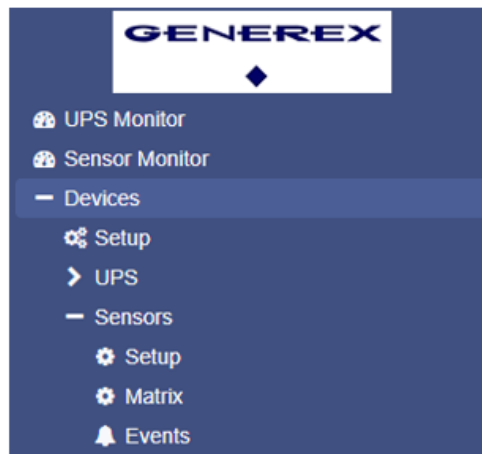 GENEREX
UPS Monitor
Sensor Monitor
Devices
Setup
UPS
Sensors
Setup
Matrix
Events